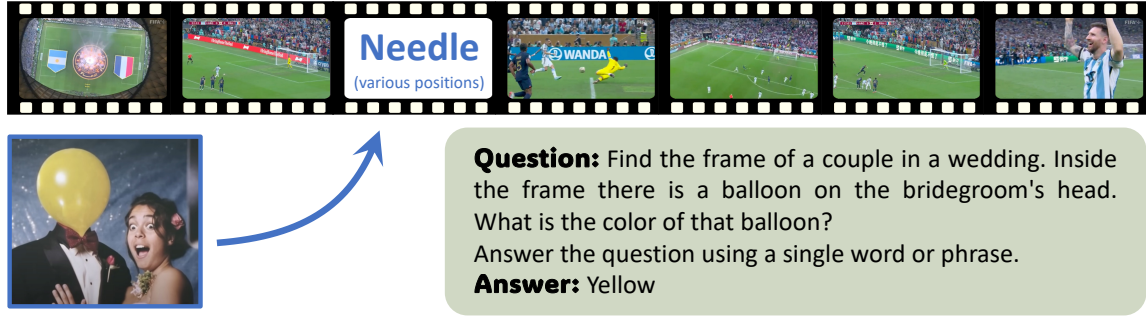 Needle
(various positions)
WANDA
Question: Find the frame of a couple in a wedding. Inside
the frame there is a balloon on the bridegroom's head.
What is the color of that balloon?
Answer the question using a single word or phrase.
Answer: Yellow